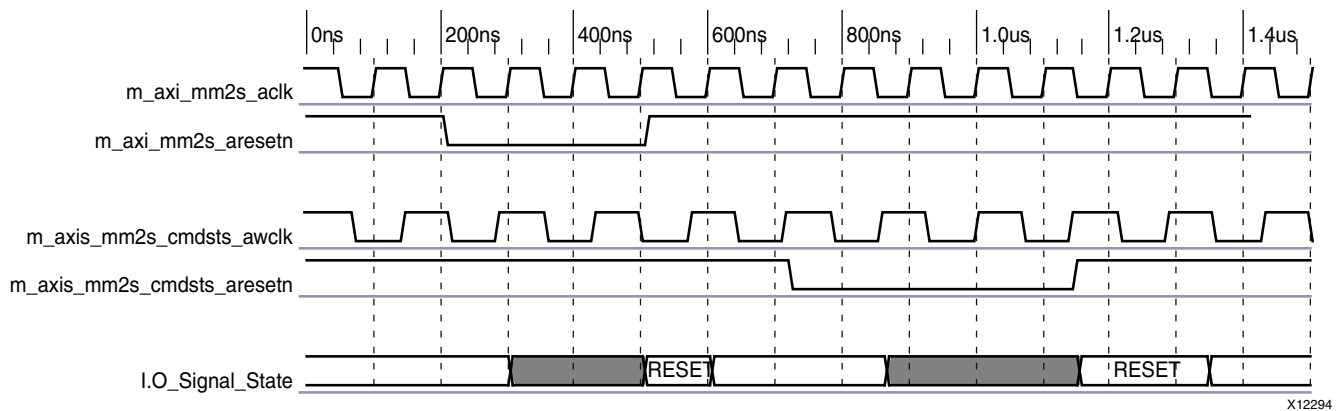 0ns 200ns 400ns 600ns 800ns 1.0us 1.2us 1.4us
m_axi_mm2s_aclk
m_axi_mm2s_aresetn
m_axis_mm2s_cmdsts_awclk
m_axis_mm2s_cmdsts_aresetn
I.O_Signal_State RESET RESET
X12294